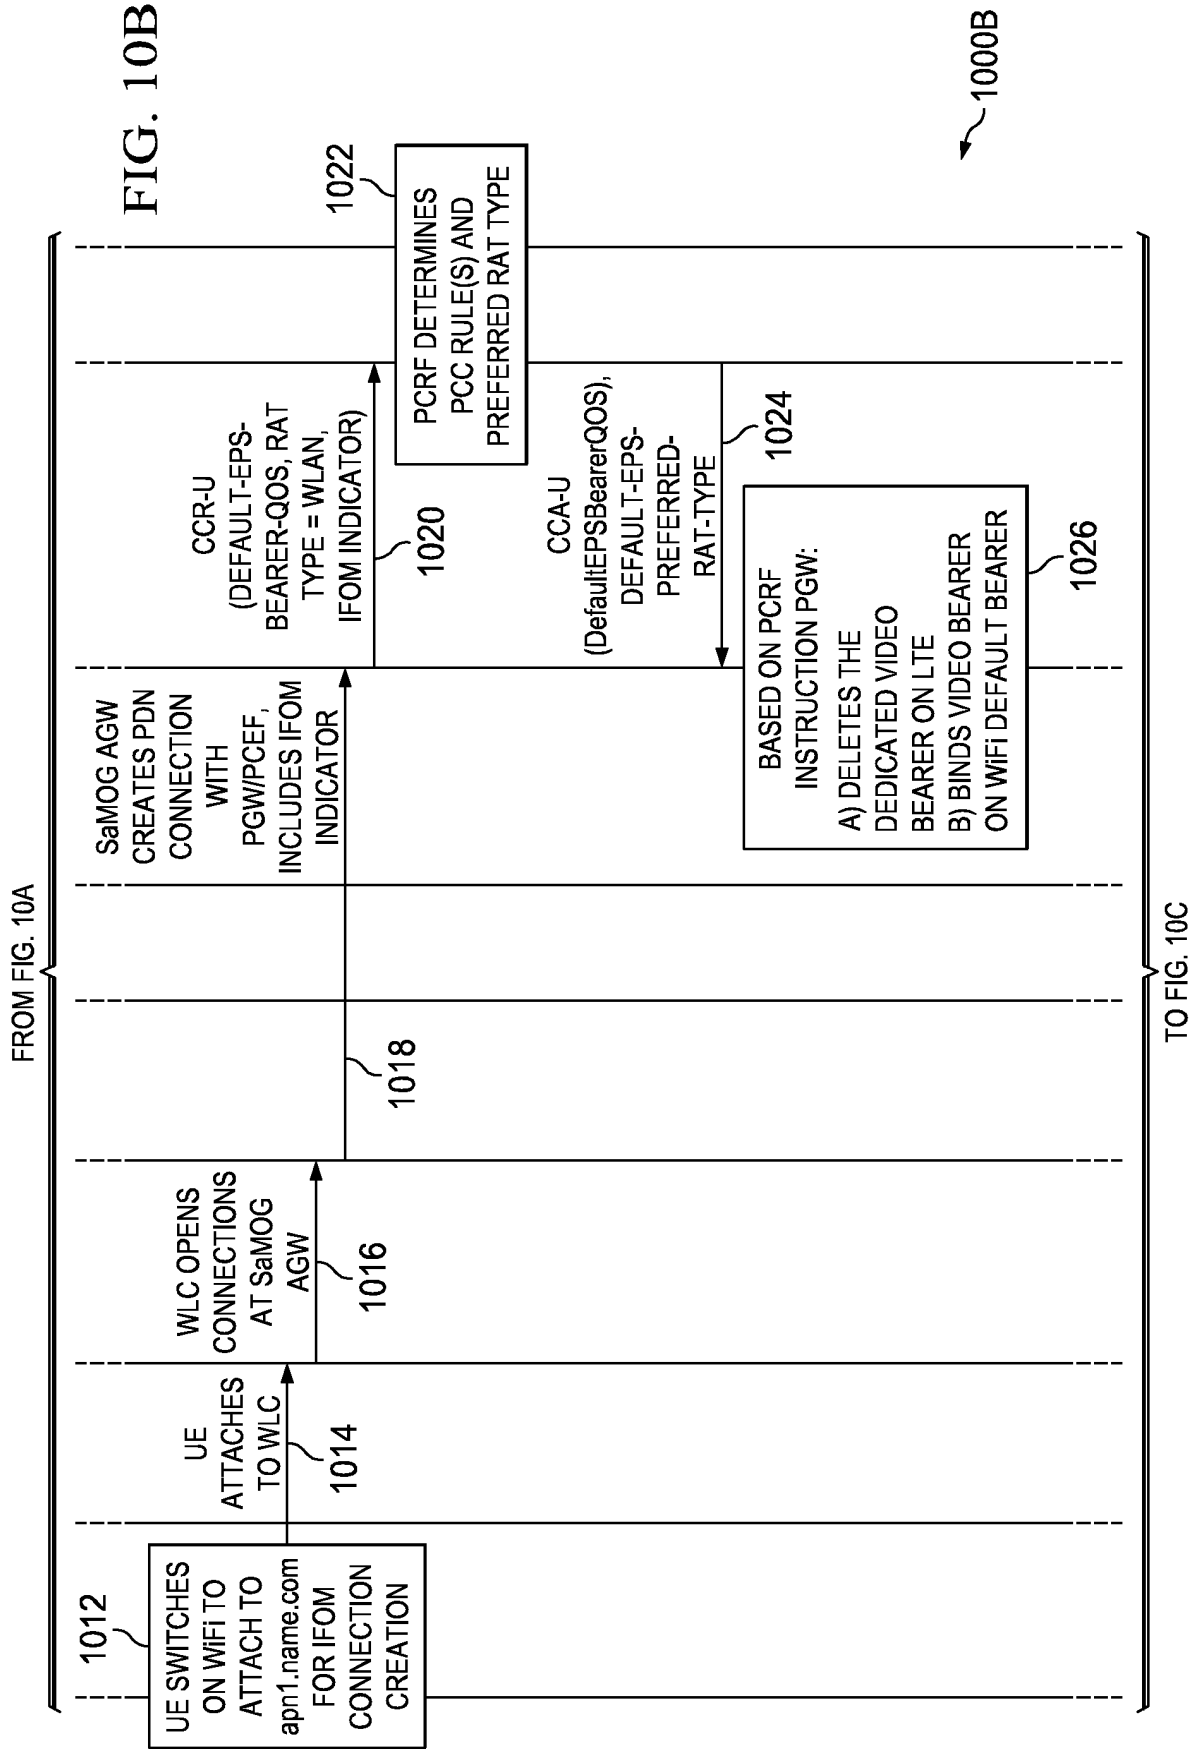 FIG. 10B
FROM FIG. 10A
1012
UE SWITCHES
ON WiFi TO
ATTACH TO
apn1.name.com
FOR IFOM
CONNECTION
CREATION
UE
ATTACHES
TO WLC
1014
WLC OPENS
CONNECTIONS
AT SaMOG
AGW
1016
SaMOG AGW
CREATES PDN
CONNECTION
WITH
PGW/PCEF,
INCLUDES IFOM
INDICATOR
1018
CCR-U
(DEFAULT-EPS-
BEARER-QOS, RAT
TYPE = WLAN,
IFOM INDICATOR)
1020
1022
PCRF DETERMINES
PCC RULE(S) AND
PREFERRED RAT TYPE
CCA-U
(DefaultEPSBearerQOS),
DEFAULT-EPS-
PREFERRED-
RAT-TYPE
1024
BASED ON PCRF
INSTRUCTION PGW:
A) DELETES THE
DEDICATED VIDEO
BEARER ON LTE
B) BINDS VIDEO BEARER
ON WiFi DEFAULT BEARER
1026
1000B
TO FIG. 10C